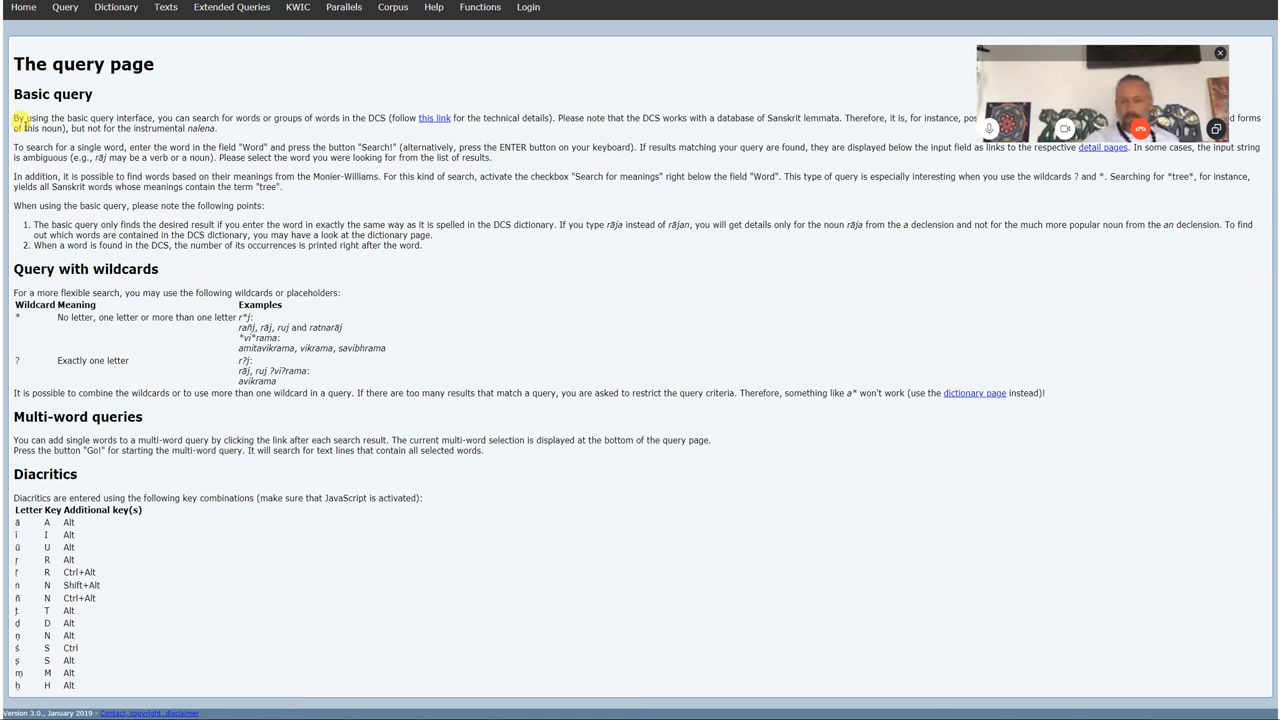 Home Query Dictionary Texts Extended Queries KWIC Parallels Corpus Help Functions Login
The query page
Basic query
By using the basic query interface, you can search for words or groups of words in the DCS (follow this link for the technical details). Please note that the DCS works with a database of Sanskrit lemmata. Therefore, it is, for instance, forms
of this noun), but not for the instrumental nalena.
To search for a single word, enter the word in the field "Word" and press the button "Search!" (alternatively, press the ENTER button on your keyboard). If results matching your query are found, they are displayed below the input field as links to the respective detail pages. In some cases, the input string
is ambiguous (e.g., rāj may be a verb or a noun). Please select the word you were looking for from the list of results.
In addition, it is possible to find words based on their meanings from the Monier-Williams. For this kind of search, activate the checkbox "Search for meanings" right below the field "Word". This type of query is especially interesting when you use the wildcards ? and *. Searching for *tree*, for instance,
yields all Sanskrit words whose meanings contain the term "tree".
When using the basic query, please note the following points:
1. The basic query only finds the desired result if you enter the word in exactly the same way as it is spelled in the DCS dictionary. If you type rāja instead of rājan, you will get details only for the noun rāja from the a declension and not for the much more popular noun from the an declension. To find
out which words are contained in the DCS dictionary, you may have a look at the dictionary page.
2. When a word is found in the DCS, the number of its occurrences is printed right after the word.
Query with wildcards
For a more flexible search, you may use the following wildcards or placeholders:
Wildcard Meaning Examples
* No letter, one letter or more than one letter r*j:
rañj, rāj, ruj and ratnarāj
*vi*rama:
amitavikrama, vikrama, savibhrama
? Exactly one letter r?j:
rāj, ruj ?vi?rama:
avikrama
It is possible to combine the wildcards or to use more than one wildcard in a query. If there are too many results that match a query, you are asked to restrict the query criteria. Therefore, something like a* won't work (use the dictionary page instead)!
Multi-word queries
You can add single words to a multi-word query by clicking the link after each search result. The current multi-word selection is displayed at the bottom of the query page.
Press the button "Go!" for starting the multi-word query. It will search for text lines that contain all selected words.
Diacritics
Diacritics are entered using the following key combinations (make sure that JavaScript is activated):
Letter Key Additional key(s)
ā A Alt
ī I Alt
ū U Alt
ṛ R Alt
ṝ R Ctrl+Alt
ṅ N Shift+Alt
ñ N Ctrl+Alt
ṭ T Alt
ḍ D Alt
ṇ N Alt
ś S Ctrl
ṣ S Alt
ṃ M Alt
ḥ H Alt
Version 3.0., January 2019 - Contact, copyright, disclaimer